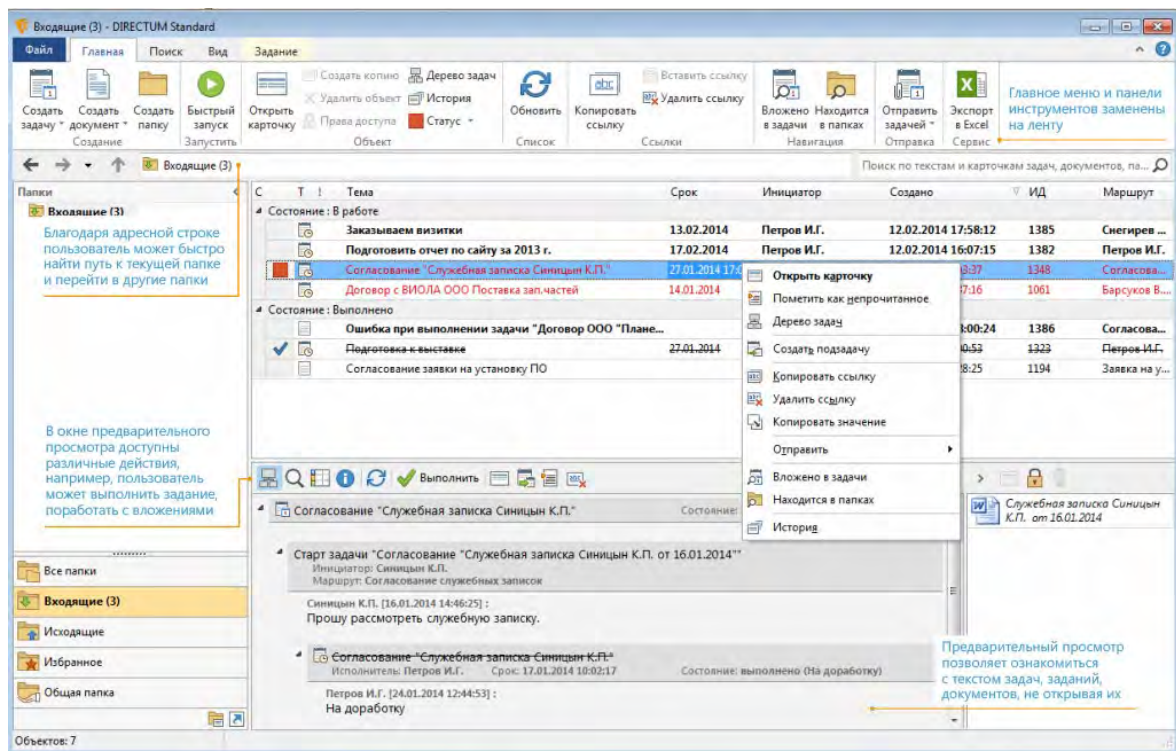 Входящие (3) - DIRECTUM Standard
Файл Главная Поиск Вид Задание
Создать задачу
Создать документ
Создать папку
Создание
Быстрый запуск
Запустить
Открыть карточку
Создать копию
Удалить объект
Права доступа
Дерево задач
История
Статус
Объект
Обновить
Список
Копировать ссылку
Вставить ссылку
Удалить ссылку
Ссылки
Вложено в задачи
Находится в папках
Навигация
Отправить задачей
Отправка
Экспорт в Excel
Сервис
Главное меню и панели
инструментов заменены
на ленту
Входящие (3)
Поиск по текстам и карточкам задач, документов, па...
Папки
Входящие (3)
Благодаря адресной строке
пользователь может быстро
найти путь к текущей папке
и перейти в другие папки
С Т ! Тема Срок Инициатор Создано ИД Маршрут
Состояние : В работе
Заказываем визитки 13.02.2014 Петров И.Г. 12.02.2014 17:58:12 1385 Снегирев ...
Подготовить отчет по сайту за 2013 г. 17.02.2014 Петров И.Г. 12.02.2014 16:07:15 1382 Петров И.Г.
Согласование "Служебная записка Синицын К.П." 27.01.2014 17:0 3:37 1348 Согласова...
Договор с ВИОЛА ООО Поставка зап.частей 14.01.2014 7:16 1061 Барсуков В....
Состояние : Выполнено
Ошибка при выполнении задачи "Договор ООО "Плане... :00:24 1386 Согласова...
Подготовка к выставке 27.01.2014 0:53 1323 Петров И.Г.
Согласование заявки на установку ПО 8:25 1194 Заявка на у...
Открыть карточку
Пометить как непрочитанное
Дерево задач
Создать подзадачу
Копировать ссылку
Удалить ссылку
Копировать значение
Отправить
Вложено в задачи
Находится в папках
История
В окне предварительного
просмотра доступны
различные действия,
например, пользователь
может выполнить задание,
поработать с вложениями
Выполнить
Согласование "Служебная записка Синицын К.П." Состояние:
Служебная записка Синицын
К.П. от 16.01.2014
Старт задачи "Согласование "Служебная записка Синицын К.П. от 16.01.2014""
Инициатор: Синицын К.П.
Маршрут: Согласование служебных записок
Синицын К.П. [16.01.2014 14:46:25] :
Прошу рассмотреть служебную записку.
Согласование "Служебная записка Синицын К.П."
Исполнитель: Петров И.Г. Срок: 17.01.2014 10:02:17 Состояние: выполнено (На доработку)
Петров И.Г. [24.01.2014 12:44:53] :
На доработку
Предварительный просмотр
позволяет ознакомиться
с текстом задач, заданий,
документов, не открывая их
Все папки
Входящие (3)
Исходящие
Избранное
Общая папка
Объектов: 7